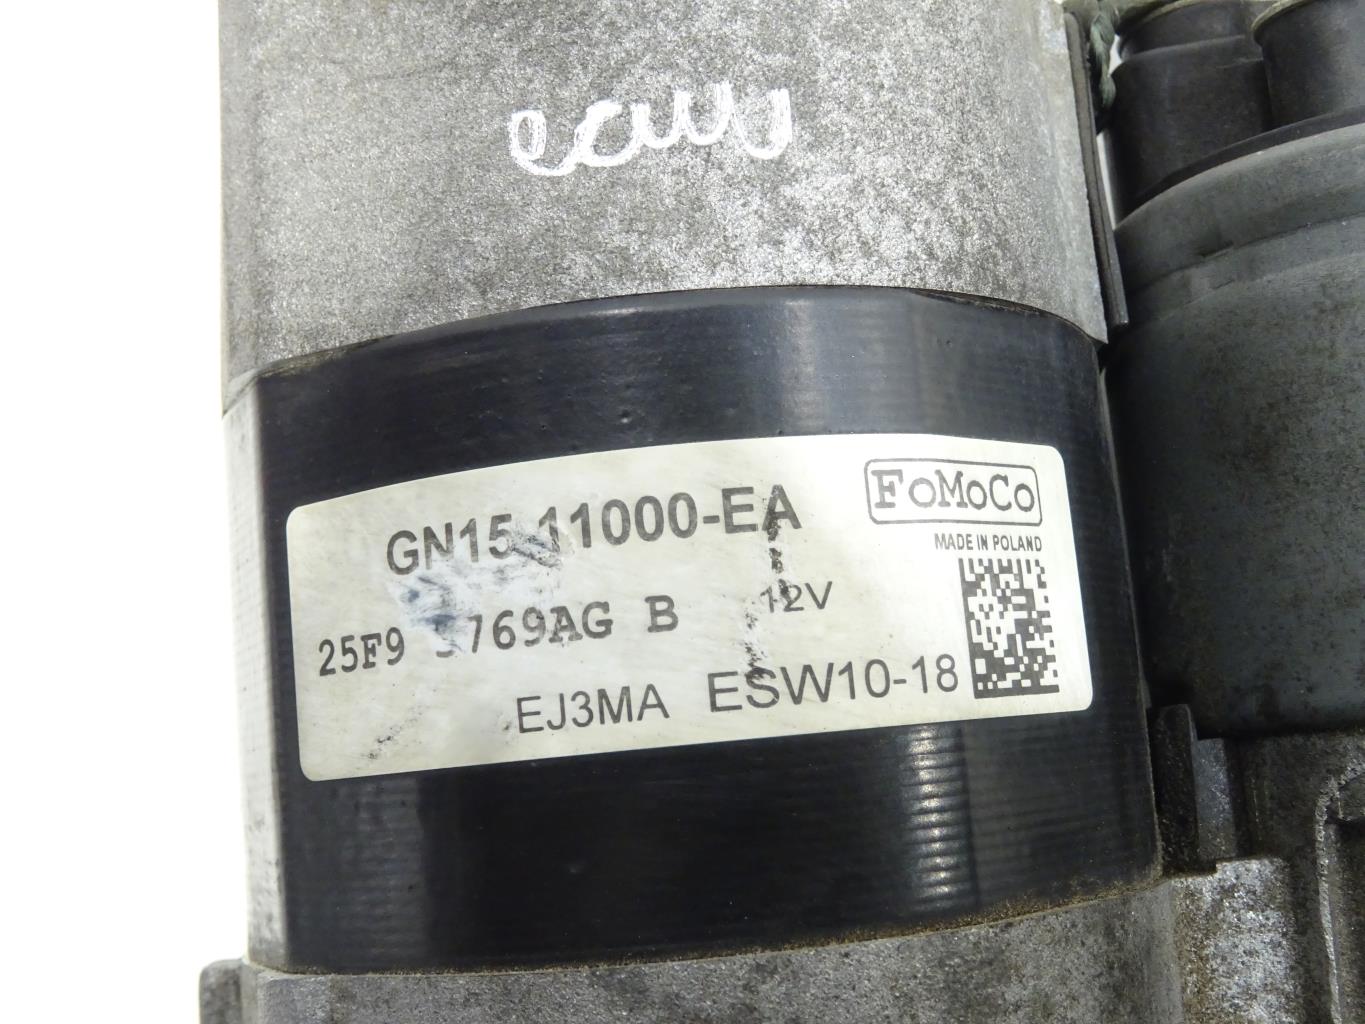 GN15-11000-EA
FoMoCo
MADE IN POLAND
25F9 769AG B
12V
EJ3MA ESW10-18